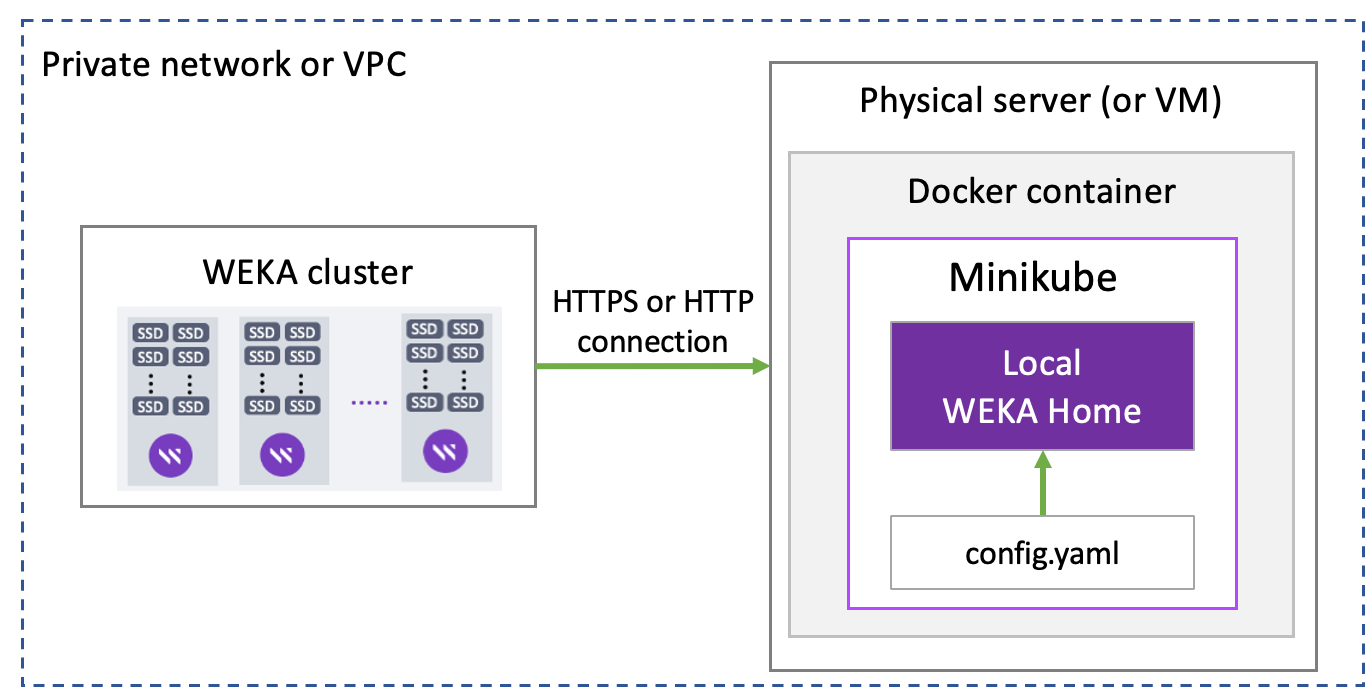 Private network or VPC
Physical server (or VM)
Docker container
WEKA cluster
Minikube
HTTPS or HTTP
connection
SSD SSD SSD SSD SSD SSD
SSD SSD SSD SSD SSD SSD
SSD SSD SSD SSD SSD SSD
Local
WEKA Home
config.yaml